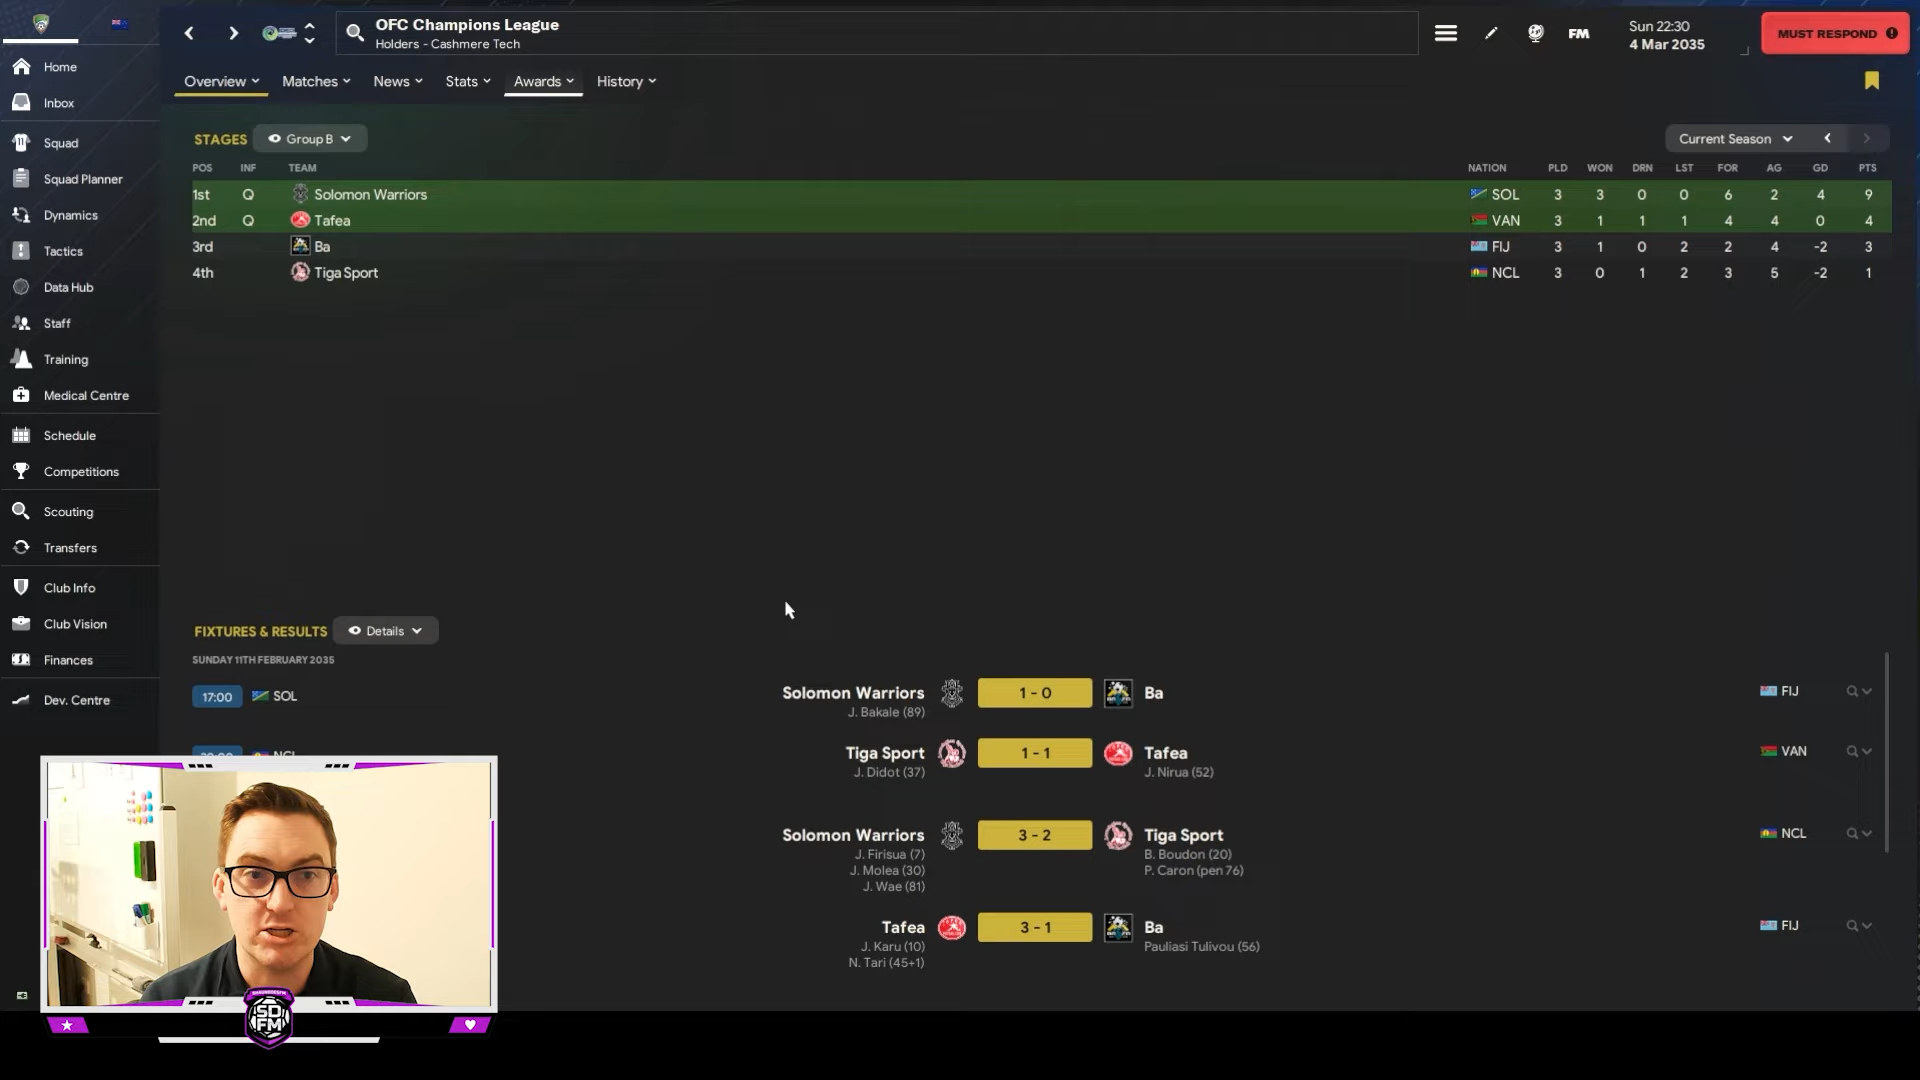 OFC Champions League
Holders - Cashmere Tech
FM
Sun 22:30
4 Mar 2035
MUST RESPOND
Home
Inbox
Squad
Squad Planner
Dynamics
Tactics
Data Hub
Staff
Training
Medical Centre
Schedule
Competitions
Scouting
Transfers
Club Info
Club Vision
Finances
Dev. Centre
Overview Matches News Stats Awards History
STAGES Group B Current Season
POS INF TEAM NATION PLD WON DRN LST FOR AG GD PTS
1st Q Solomon Warriors SOL 3 3 0 0 6 2 4 9
2nd Q Tafea VAN 3 1 1 1 4 4 0 4
3rd Ba FIJ 3 1 0 2 2 4 -2 3
4th Tiga Sport NCL 3 0 1 2 3 5 -2 1
FIXTURES & RESULTS Details
SUNDAY 11TH FEBRUARY 2035
17:00 SOL Solomon Warriors 1 - 0 Ba FIJ
J. Bakale (89)
NCL Tiga Sport 1 - 1 Tafea VAN
J. Didot (37) J. Nirua (52)
Solomon Warriors 3 - 2 Tiga Sport NCL
J. Firisua (7) B. Boudon (20)
J. Molea (30) P. Caron (pen 76)
J. Wae (81)
Tafea 3 - 1 Ba FIJ
J. Karu (10) Pauliasi Tulivou (56)
N. Tari (45+1)
SD
FM